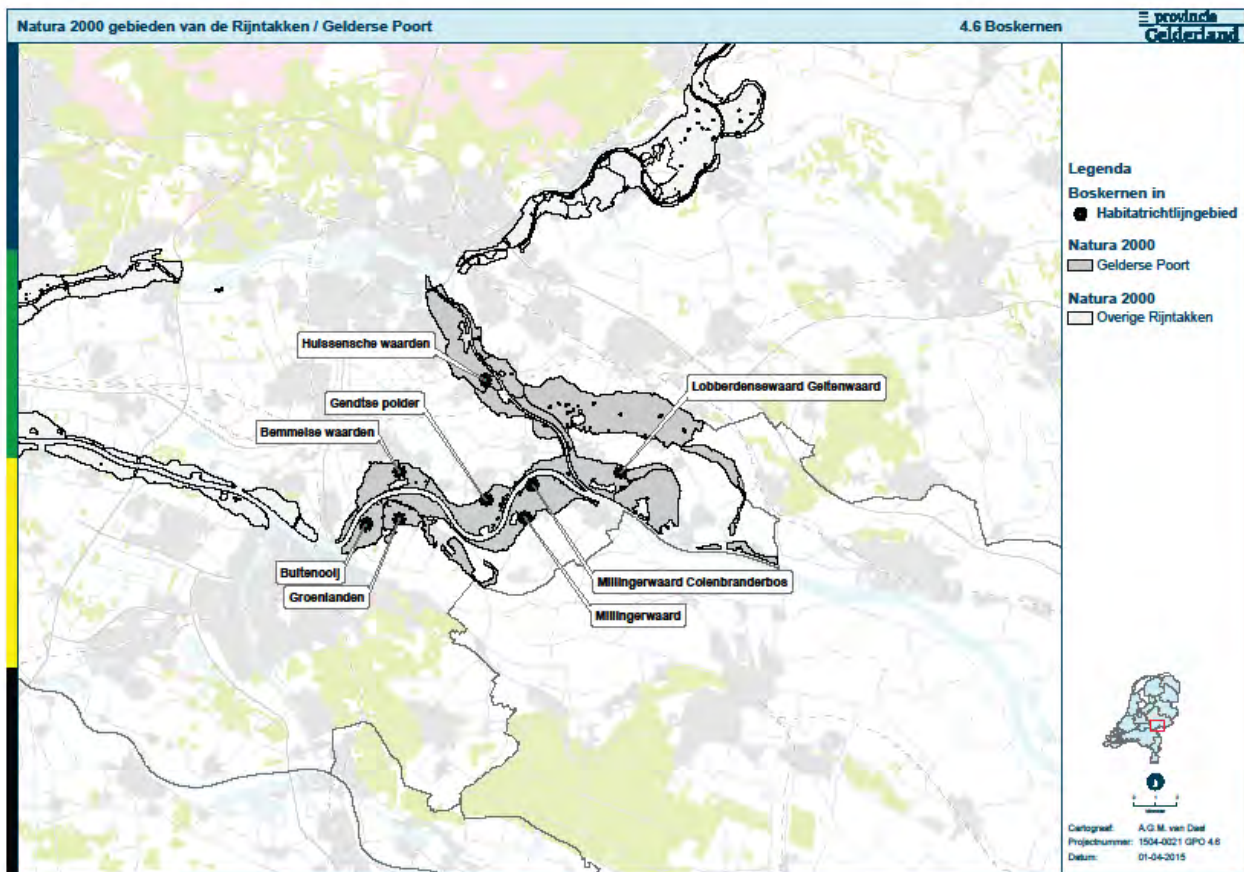 Natura 2000 gebieden van de Rijntakken / Gelderse Poort
4.6 Boskernen
provincie
Gelderland
Legenda
Boskernen in
Habitatrichtlijngebied
Natura 2000
Gelderse Poort
Natura 2000
Overige Rijntakken
Huissensche waarden
Lobberdensewaard Geitenwaard
Gendtse polder
Bemmelse waarden
Buitenooij
Groenlanden
Millingerwaard Colenbranderbos
Millingerwaard
Cartograaf: A.G.M. van Dael
Projectnummer: 1504-0021 GPO 4.6
Datum: 01-04-2015